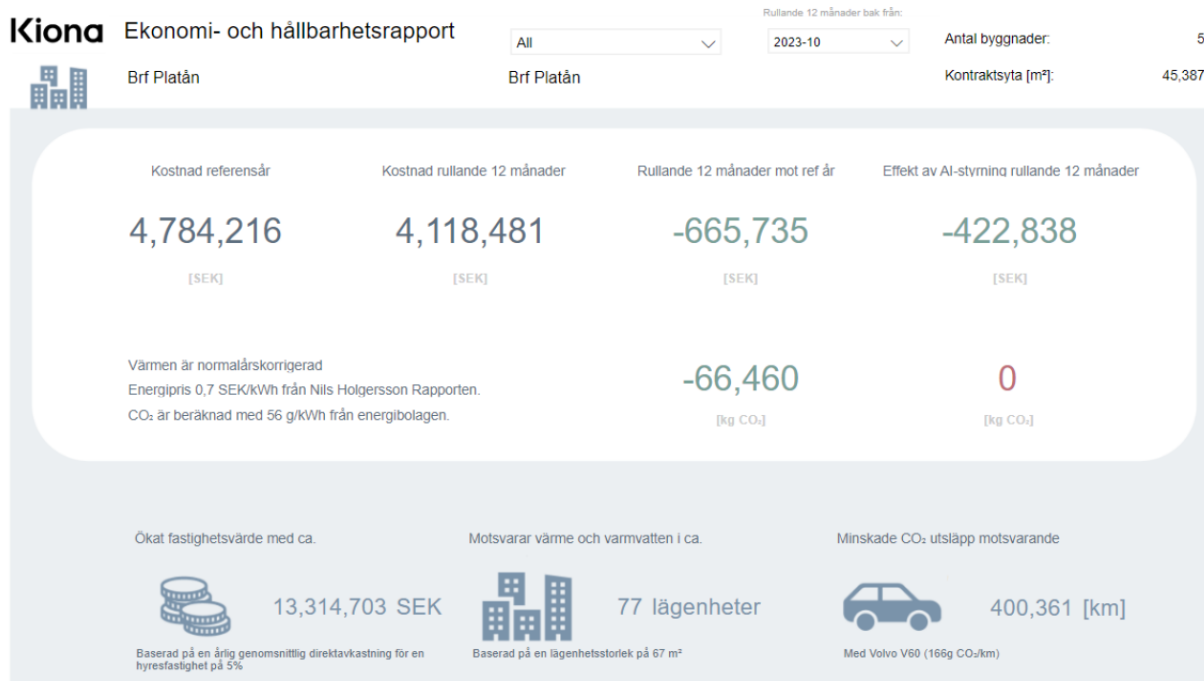 Kiona
Ekonomi- och hållbarhetsrapport
Rullande 12 månader bak från:
All
2023-10
Antal byggnader:
5
Brf Platån
Brf Platån
Kontraktsyta [m²]:
45,387
Kostnad referensår
Kostnad rullande 12 månader
Rullande 12 månader mot ref år
Effekt av AI-styrning rullande 12 månader
4,784,216
4,118,481
-665,735
-422,838
[SEK]
[SEK]
[SEK]
[SEK]
Värmen är normalårskorrigerad
Energipris 0,7 SEK/kWh från Nils Holgersson Rapporten.
CO₂ är beräknad med 56 g/kWh från energibolagen.
-66,460
0
[kg CO₂]
[kg CO₂]
Ökat fastighetsvärde med ca.
Motsvarar värme och varmvatten i ca.
Minskade CO₂ utsläpp motsvarande
13,314,703 SEK
77 lägenheter
400,361 [km]
Baserad på en årlig genomsnittlig direktavkastning för en
hyresfastighet på 5%
Baserad på en lägenhetsstorlek på 67 m²
Med Volvo V60 (166g CO₂/km)